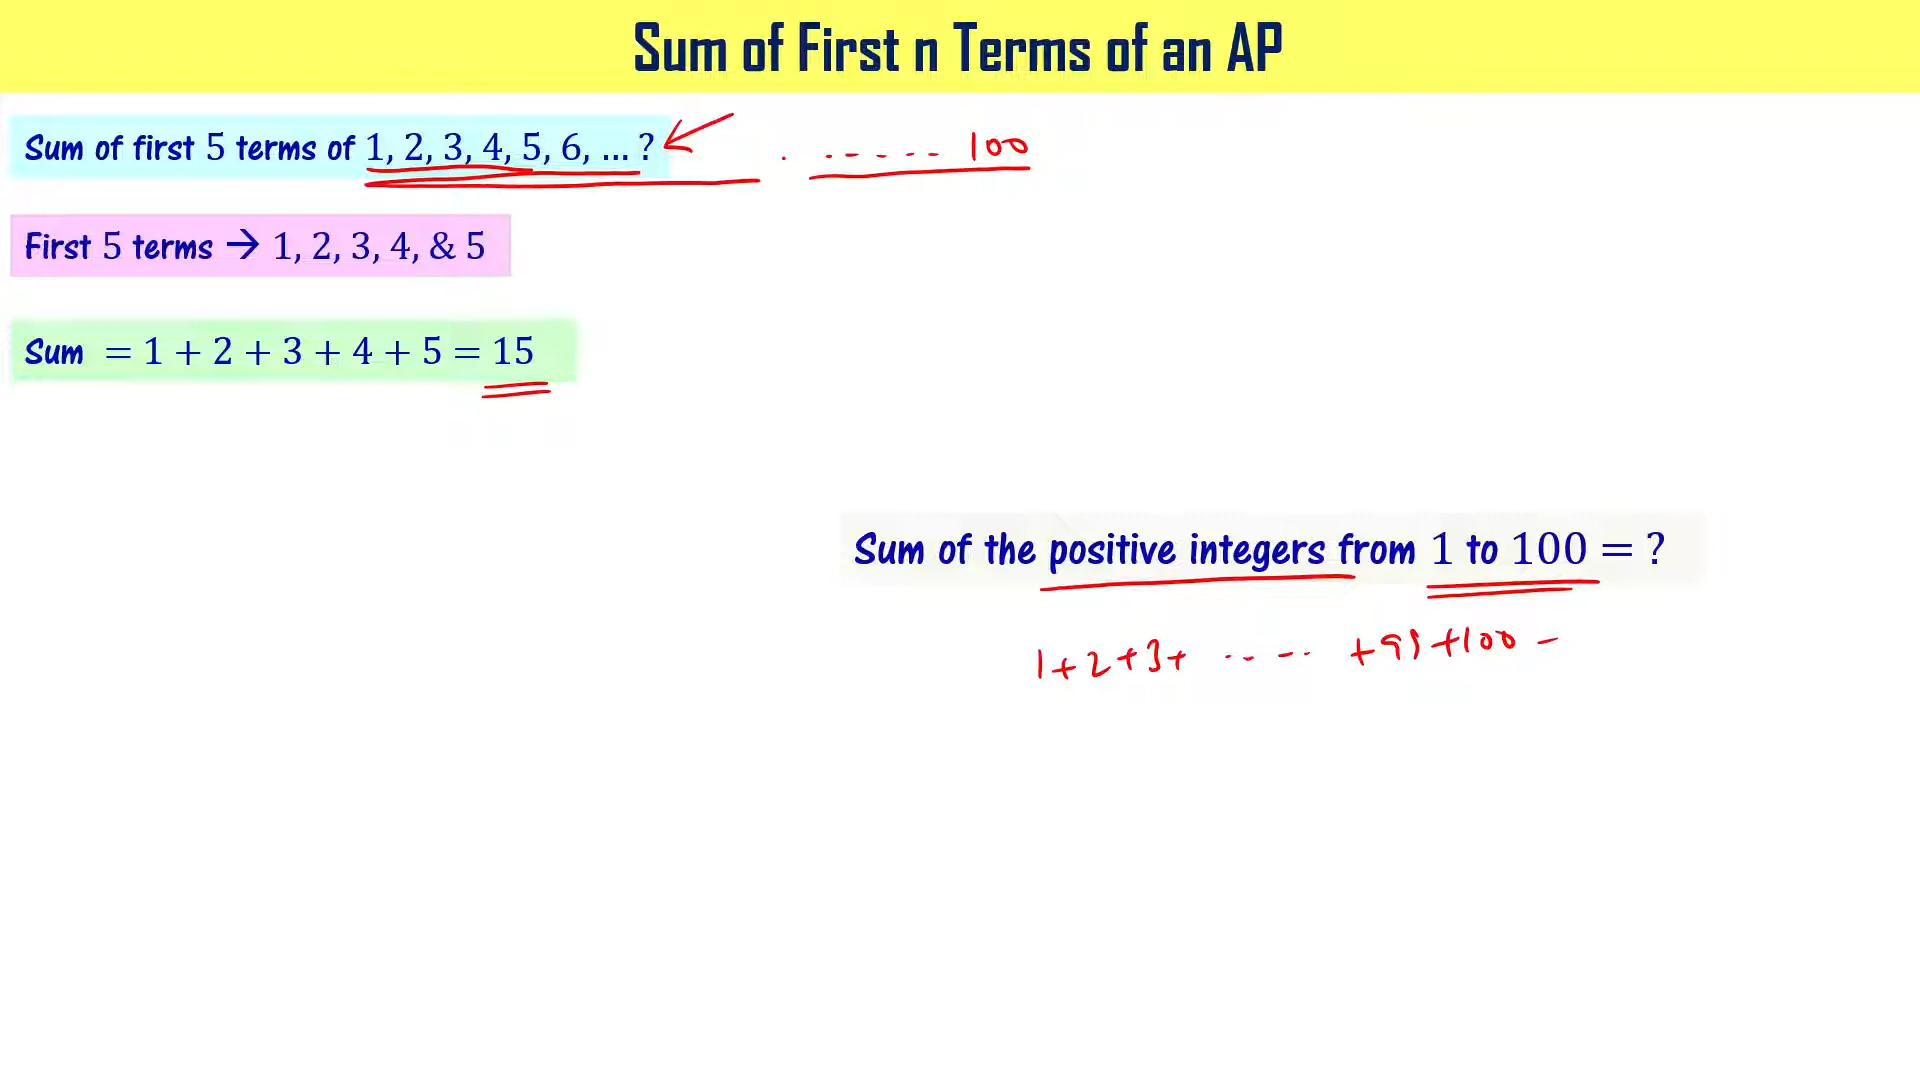 Sum of First n Terms of an AP
Sum of first 5 terms of 1, 2, 3, 4, 5, 6, ... ? . ..... 100
First 5 terms → 1, 2, 3, 4, & 5
Sum = 1 + 2 + 3 + 4 + 5 = 15
Sum of the positive integers from 1 to 100 = ?
1+2+3+ ..... +99+100 -